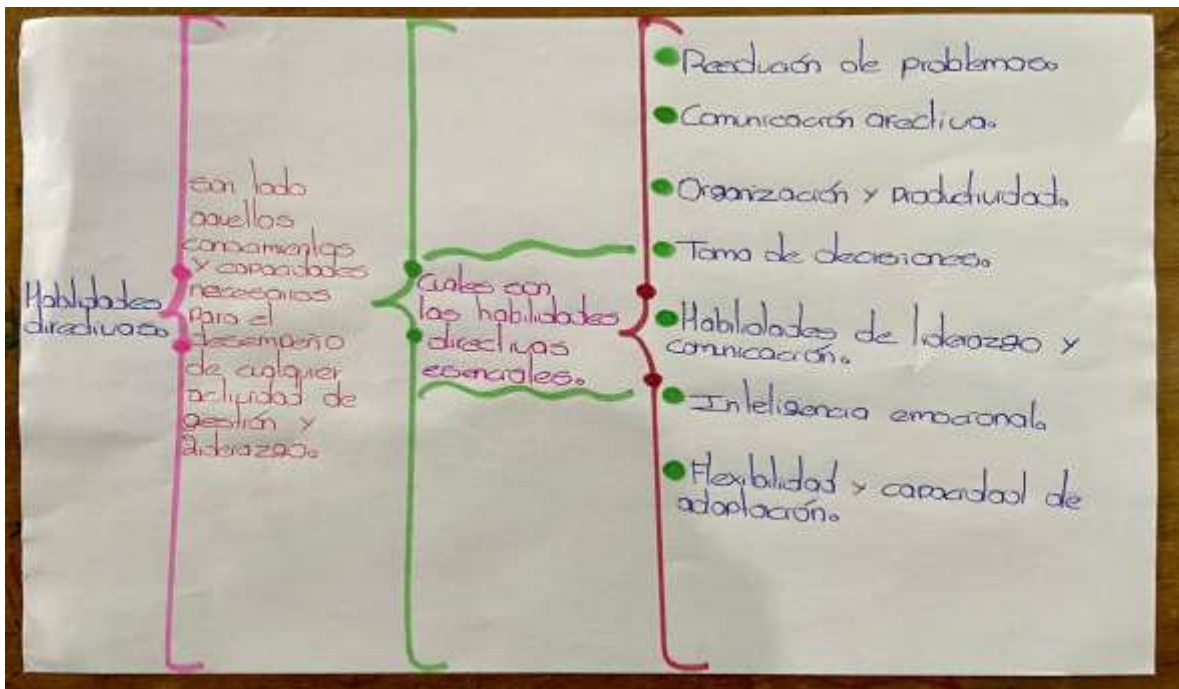 Habilidades
directivas.
son todo
aquellos
conocimientos
y capacidades
necesarios
para el
desempeño
de cualquier
actividad de
gestión y
liderazgo.
Cuales son
las habilidades
directivas
esenciales.
Resolución de problemas.
Comunicación
Organización y productividad.
Toma de decisiones.
Habilidades de liderazgo y
comunicación.
Inteligencia emocional.
Flexibilidad y capacidad de
adaptación.